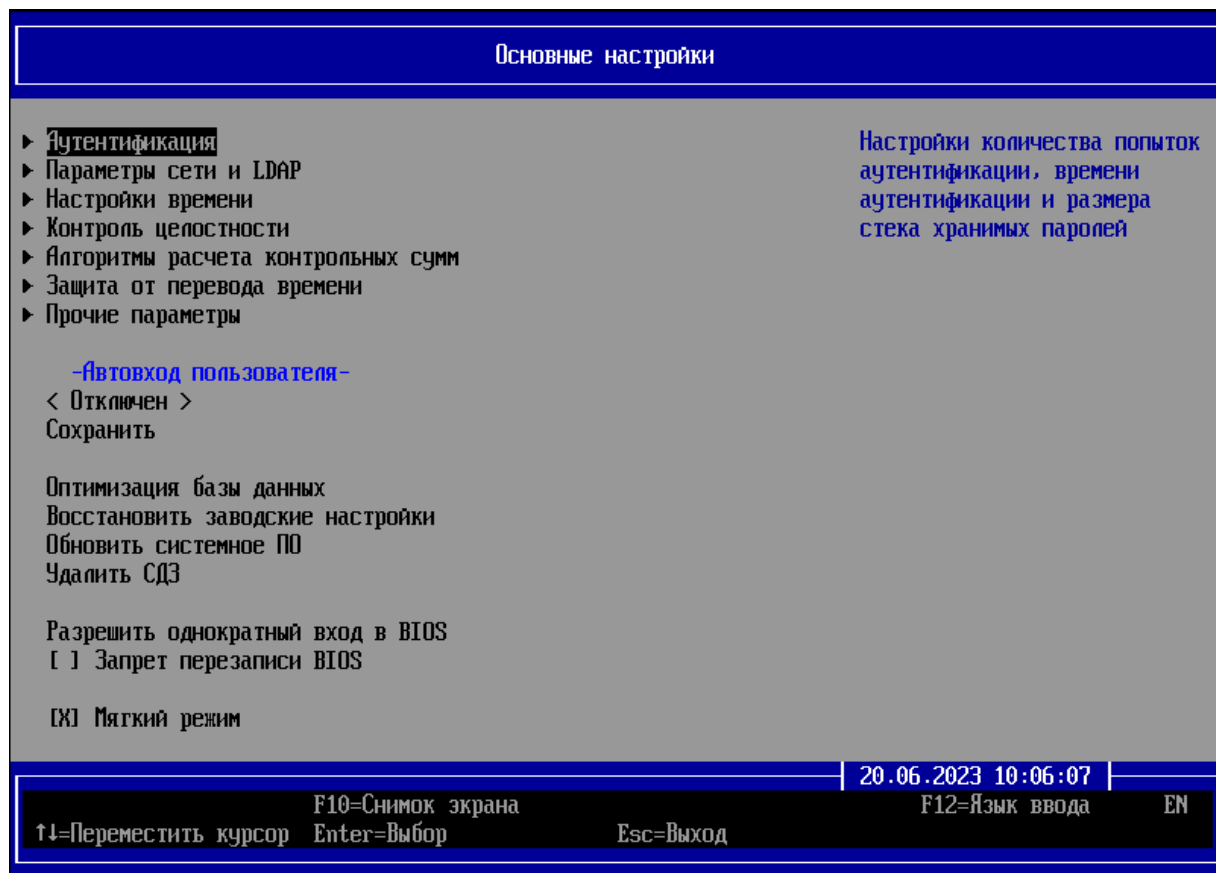 Основные настройки
► Аутентификация
► Параметры сети и LDAP
► Настройки времени
► Контроль целостности
► Алгоритмы расчета контрольных сумм
► Защита от перевода времени
► Прочие параметры
-Автовход пользователя-
< Отключен >
Сохранить
Оптимизация базы данных
Восстановить заводские настройки
Обновить системное ПО
Удалить СДЗ
Разрешить однократный вход в BIOS
[ ] Запрет перезаписи BIOS
[X] Мягкий режим
Настройки количества попыток
аутентификации, времени
аутентификации и размера
стека хранимых паролей
20.06.2023 10:06:07
F10=Снимок экрана F12=Язык ввода EN
↑↓=Переместить курсор Enter=Выбор Esc=Выход